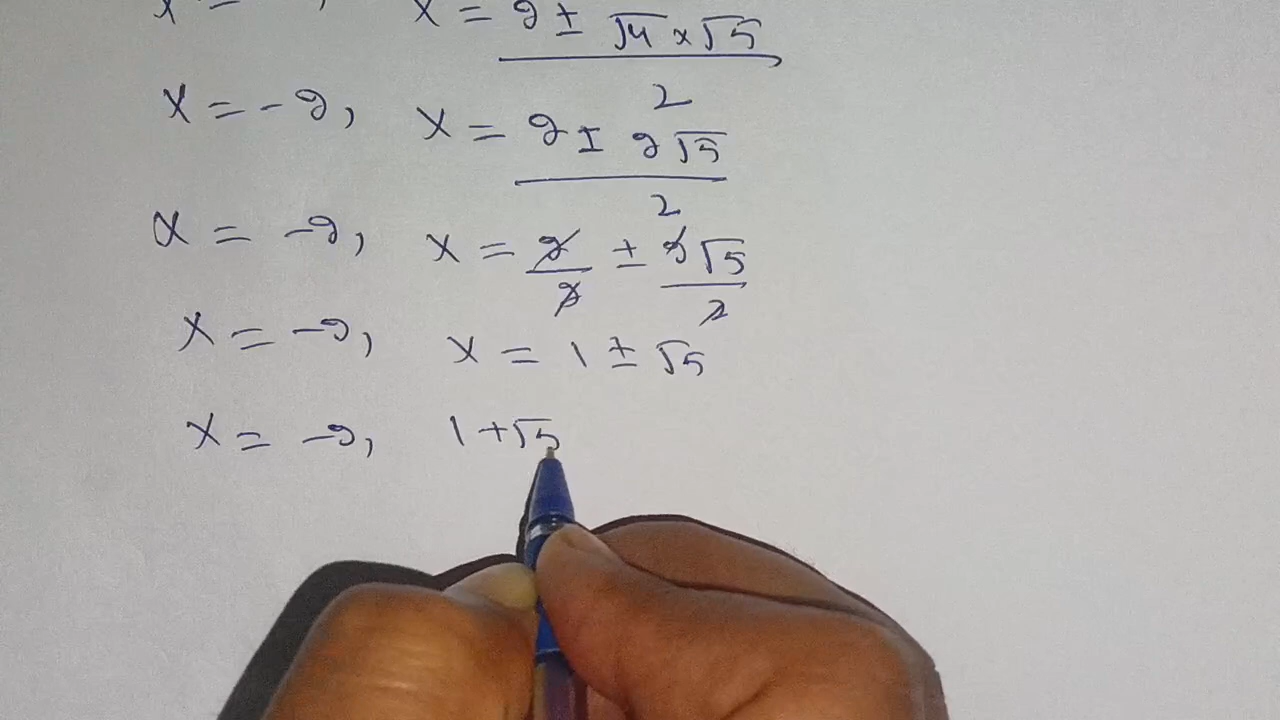 x = 2 ± √4 × √5 / 2
x = -2, x = 2 ± 2√5 / 2
x = -2, x = 2/2 ± 2√5/2
x = -2, x = 1 ± √5
x = -2, 1 + √5